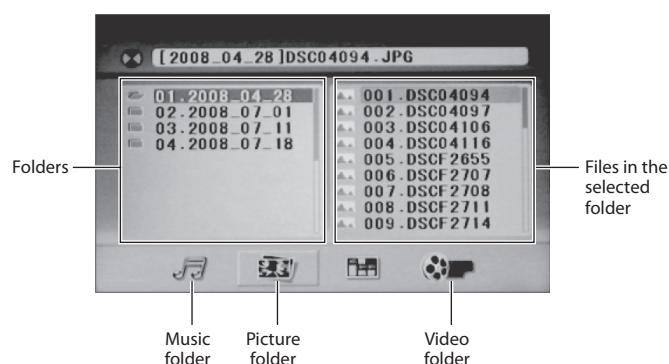 [2008_04_28]DSC04094.JPG
01.2008_04_28
02.2008_07_01
03.2008_07_11
04.2008_07_18
001.DSC04094
002.DSC04097
003.DSC04106
004.DSC04116
005.DSCF2655
006.DSCF2707
007.DSCF2708
008.DSCF2711
009.DSCF2714
Folders
Files in the
selected
folder
Music
folder
Picture
folder
Video
folder